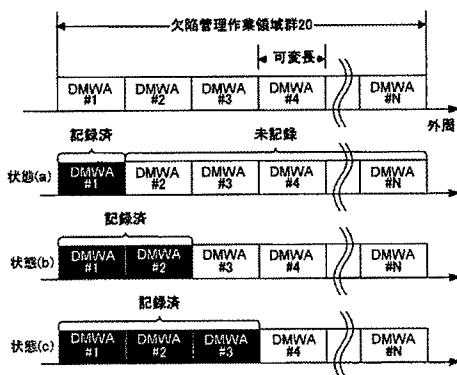 欠陥管理作業領域群20
可変長
DMWA #1 DMWA #2 DMWA #3 DMWA #4 DMWA #N
外周
記録済 未記録
状態(a) DMWA #1 DMWA #2 DMWA #3 DMWA #4 DMWA #N
記録済
状態(b) DMWA #1 DMWA #2 DMWA #3 DMWA #4 DMWA #N
記録済
状態(c) DMWA #1 DMWA #2 DMWA #3 DMWA #4 DMWA #N